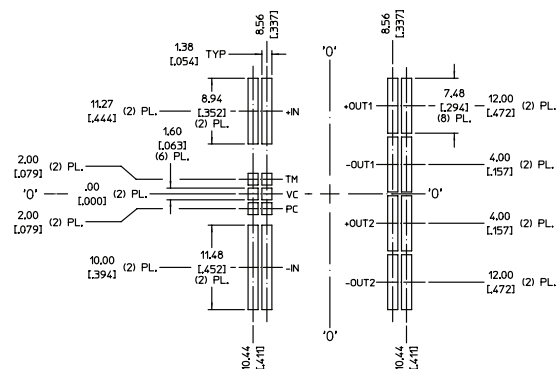 8.56
[.337]
8.56
[.337]
1.38
[.054]
TYP
'0'
'0'
11.27
[.444]
(2) PL.
8.94
[.352]
(2) PL.
+IN
+OUT1
7.48
[.294]
(8) PL.
12.00
[.472]
(2) PL.
1.60
[.063]
(6) PL.
2.00
[.079]
(2) PL.
TM
-OUT1
4.00
[.157]
(2) PL.
'0'
.00
[.000]
(2) PL.
VC
'0'
2.00
[.079]
(2) PL.
PC
+OUT2
4.00
[.157]
(2) PL.
10.00
[.394]
(2) PL.
11.48
[.452]
(2) PL.
-IN
-OUT2
12.00
[.472]
(2) PL.
'0'
'0'
10.44
[.411]
10.44
[.411]